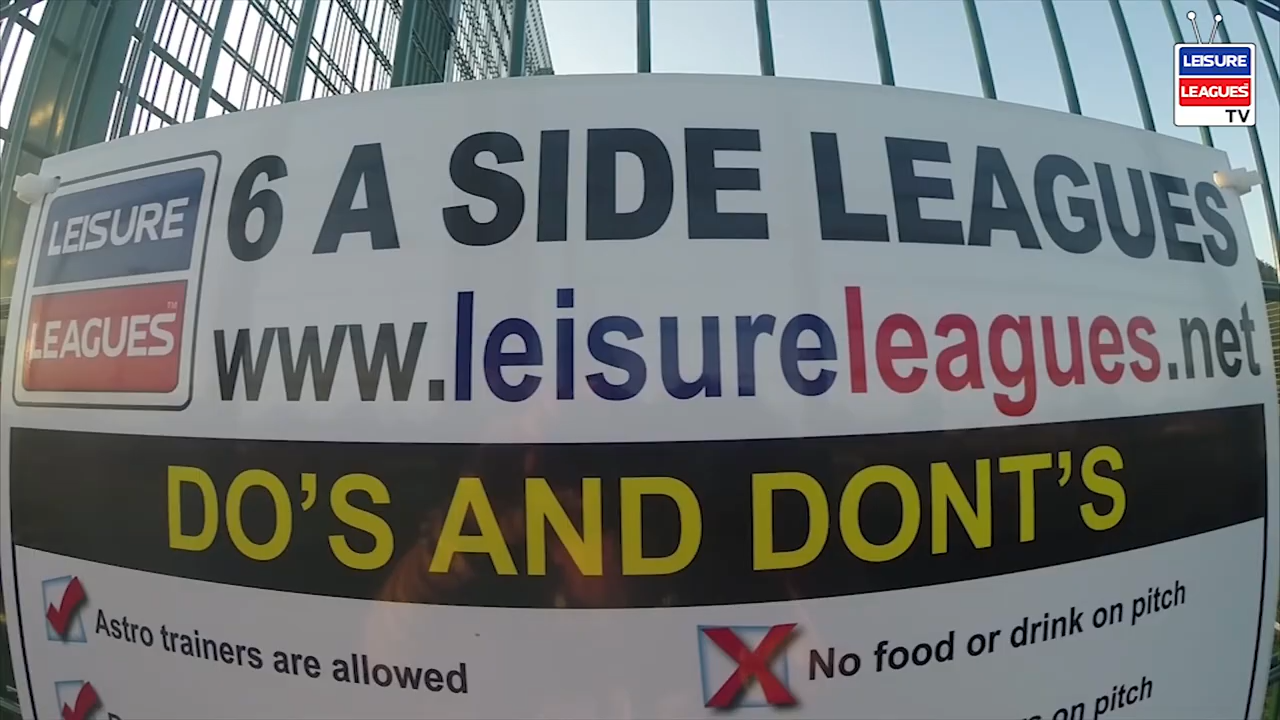 LEISURE
LEAGUES
TV
LEISURE
LEAGUES™
6 A SIDE LEAGUES
www.leisureleagues.net
DO'S AND DONT'S
Astro trainers are allowed
No food or drink on pitch
on pitch